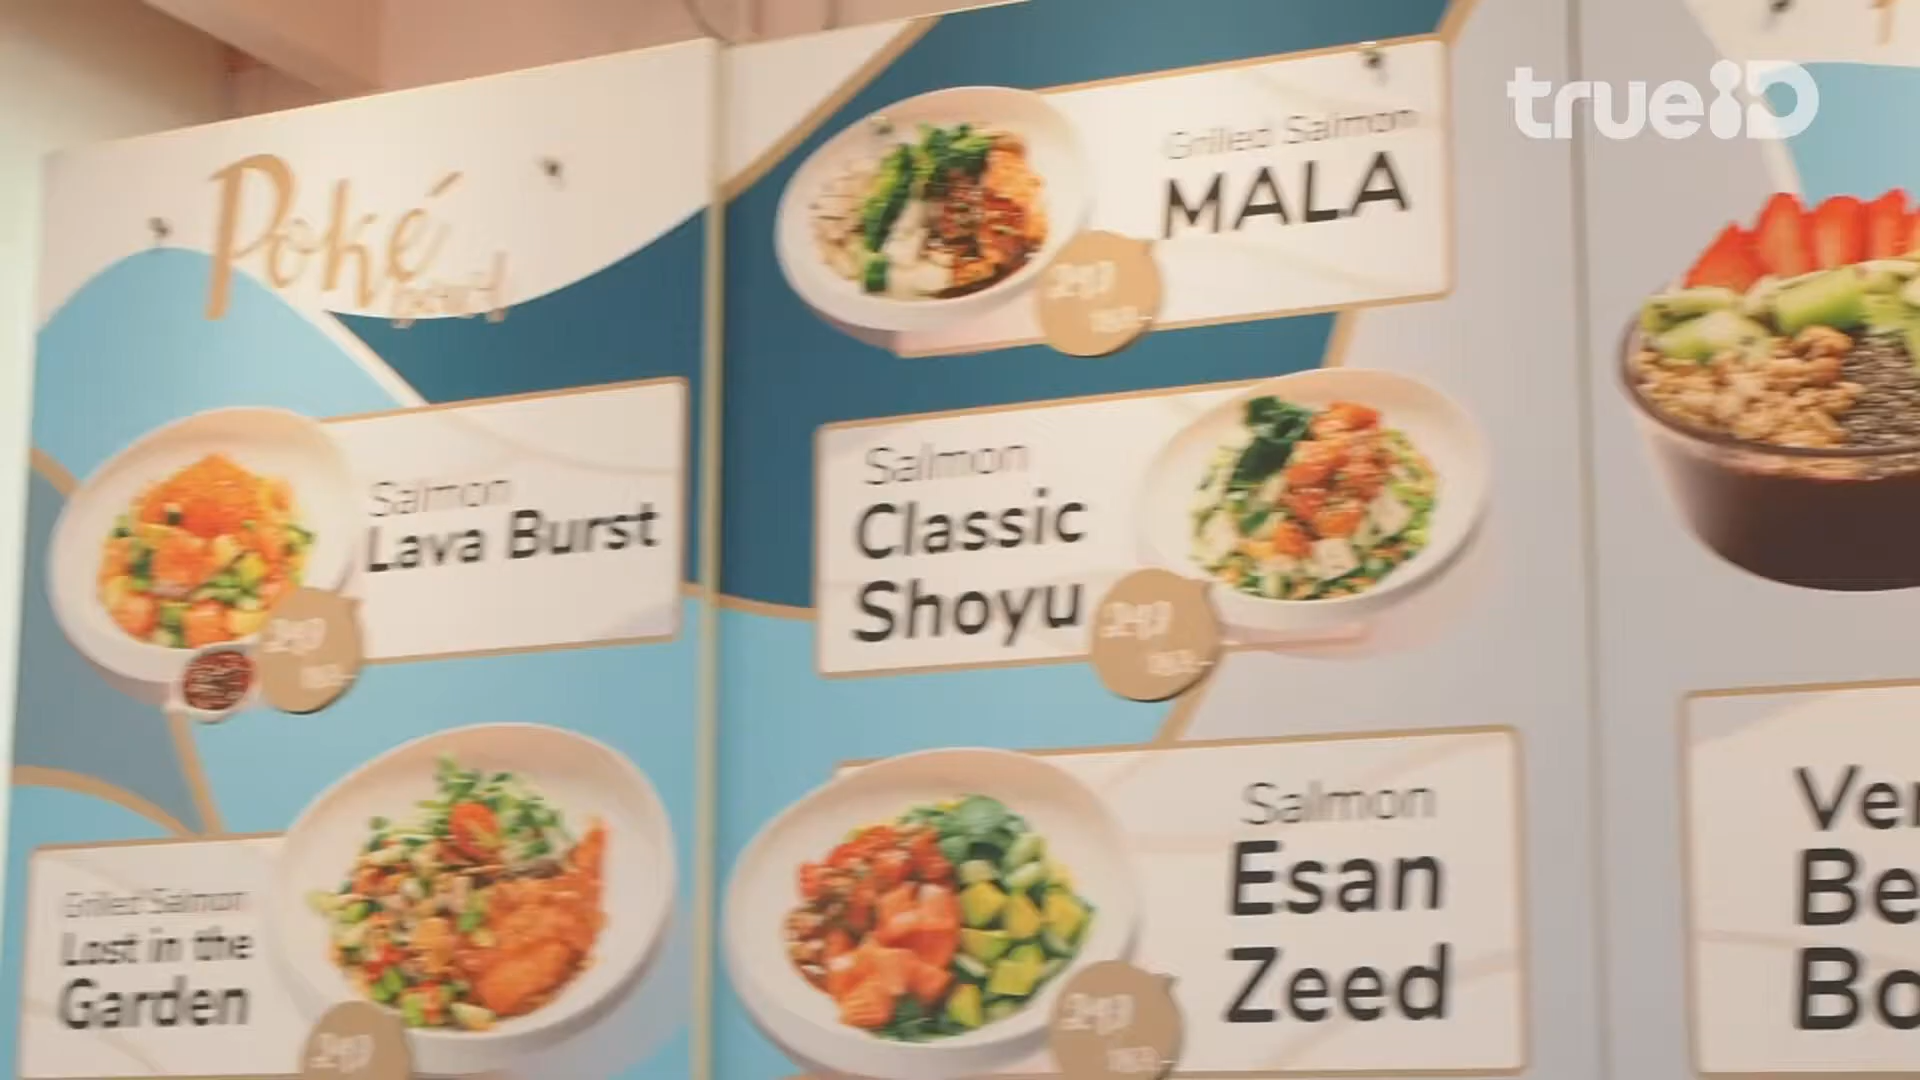 trueID
Poké
bowl
Salmon
Lava Burst
Grilled Salmon
Lost in the
Garden
Grilled Salmon
MALA
Salmon
Classic
Shoyu
Salmon
Esan
Zeed